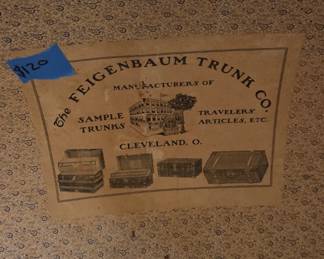 $120
The FEIGENBAUM TRUNK CO.
MANUFACTURERS OF
SAMPLE TRUNKS
TRAVELERS' ARTICLES, ETC.
CLEVELAND, O.